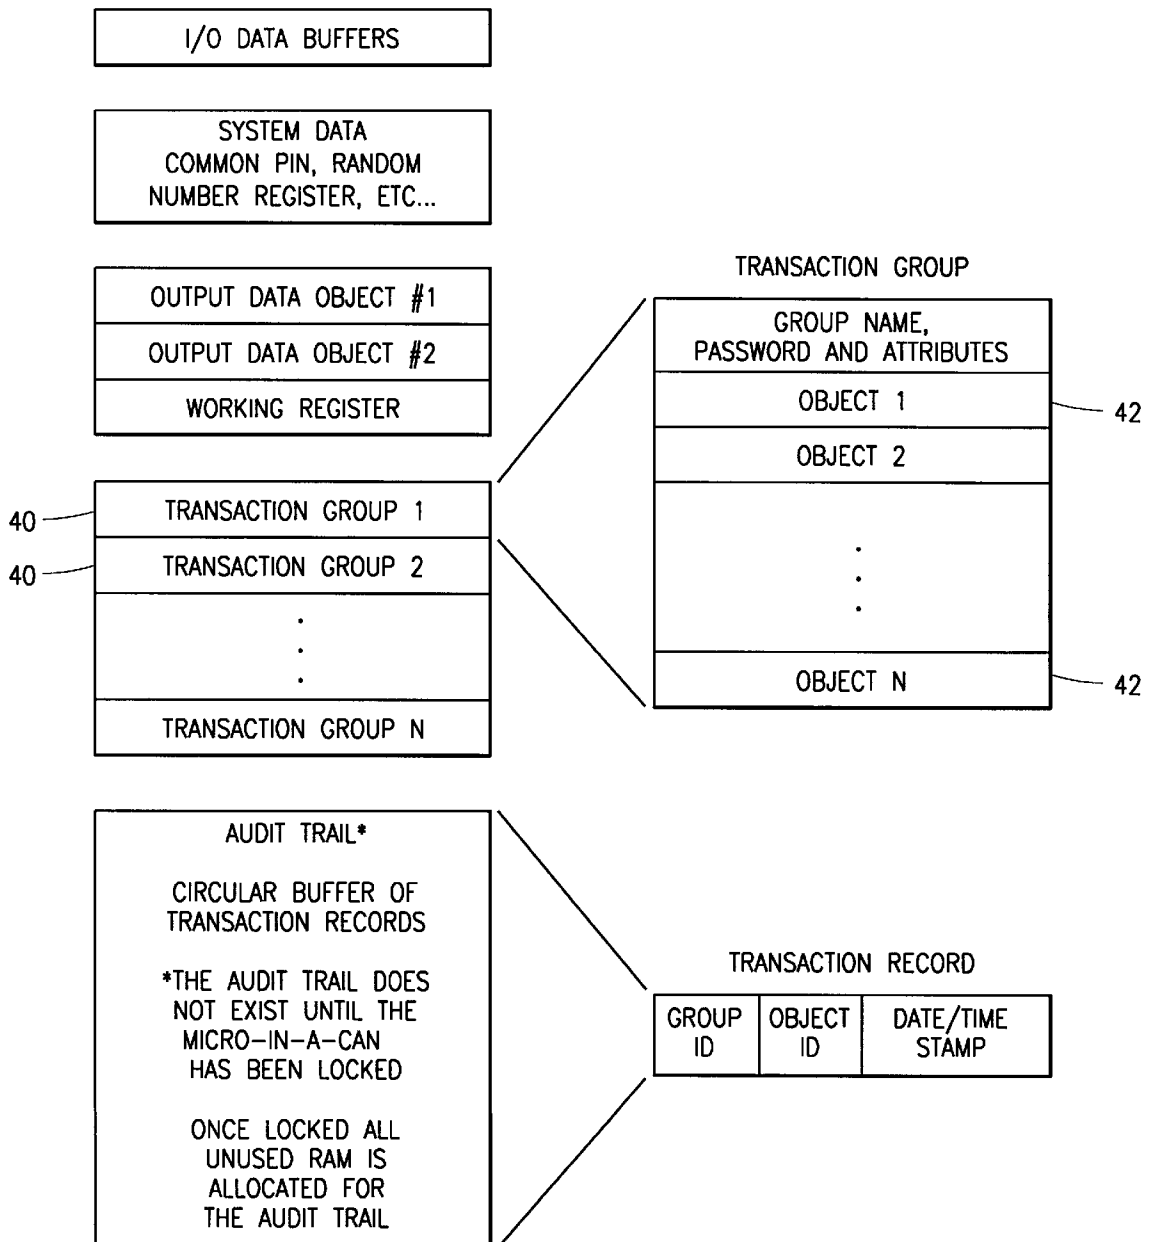 I/O DATA BUFFERS
SYSTEM DATA
COMMON PIN, RANDOM
NUMBER REGISTER, ETC...
OUTPUT DATA OBJECT #1
OUTPUT DATA OBJECT #2
WORKING REGISTER
40
TRANSACTION GROUP 1
40
TRANSACTION GROUP 2
TRANSACTION GROUP N
TRANSACTION GROUP
GROUP NAME,
PASSWORD AND ATTRIBUTES
OBJECT 1
42
OBJECT 2
OBJECT N
42
AUDIT TRAIL*
CIRCULAR BUFFER OF
TRANSACTION RECORDS
*THE AUDIT TRAIL DOES
NOT EXIST UNTIL THE
MICRO-IN-A-CAN
HAS BEEN LOCKED
ONCE LOCKED ALL
UNUSED RAM IS
ALLOCATED FOR
THE AUDIT TRAIL
TRANSACTION RECORD
GROUP
ID
OBJECT
ID
DATE/TIME
STAMP